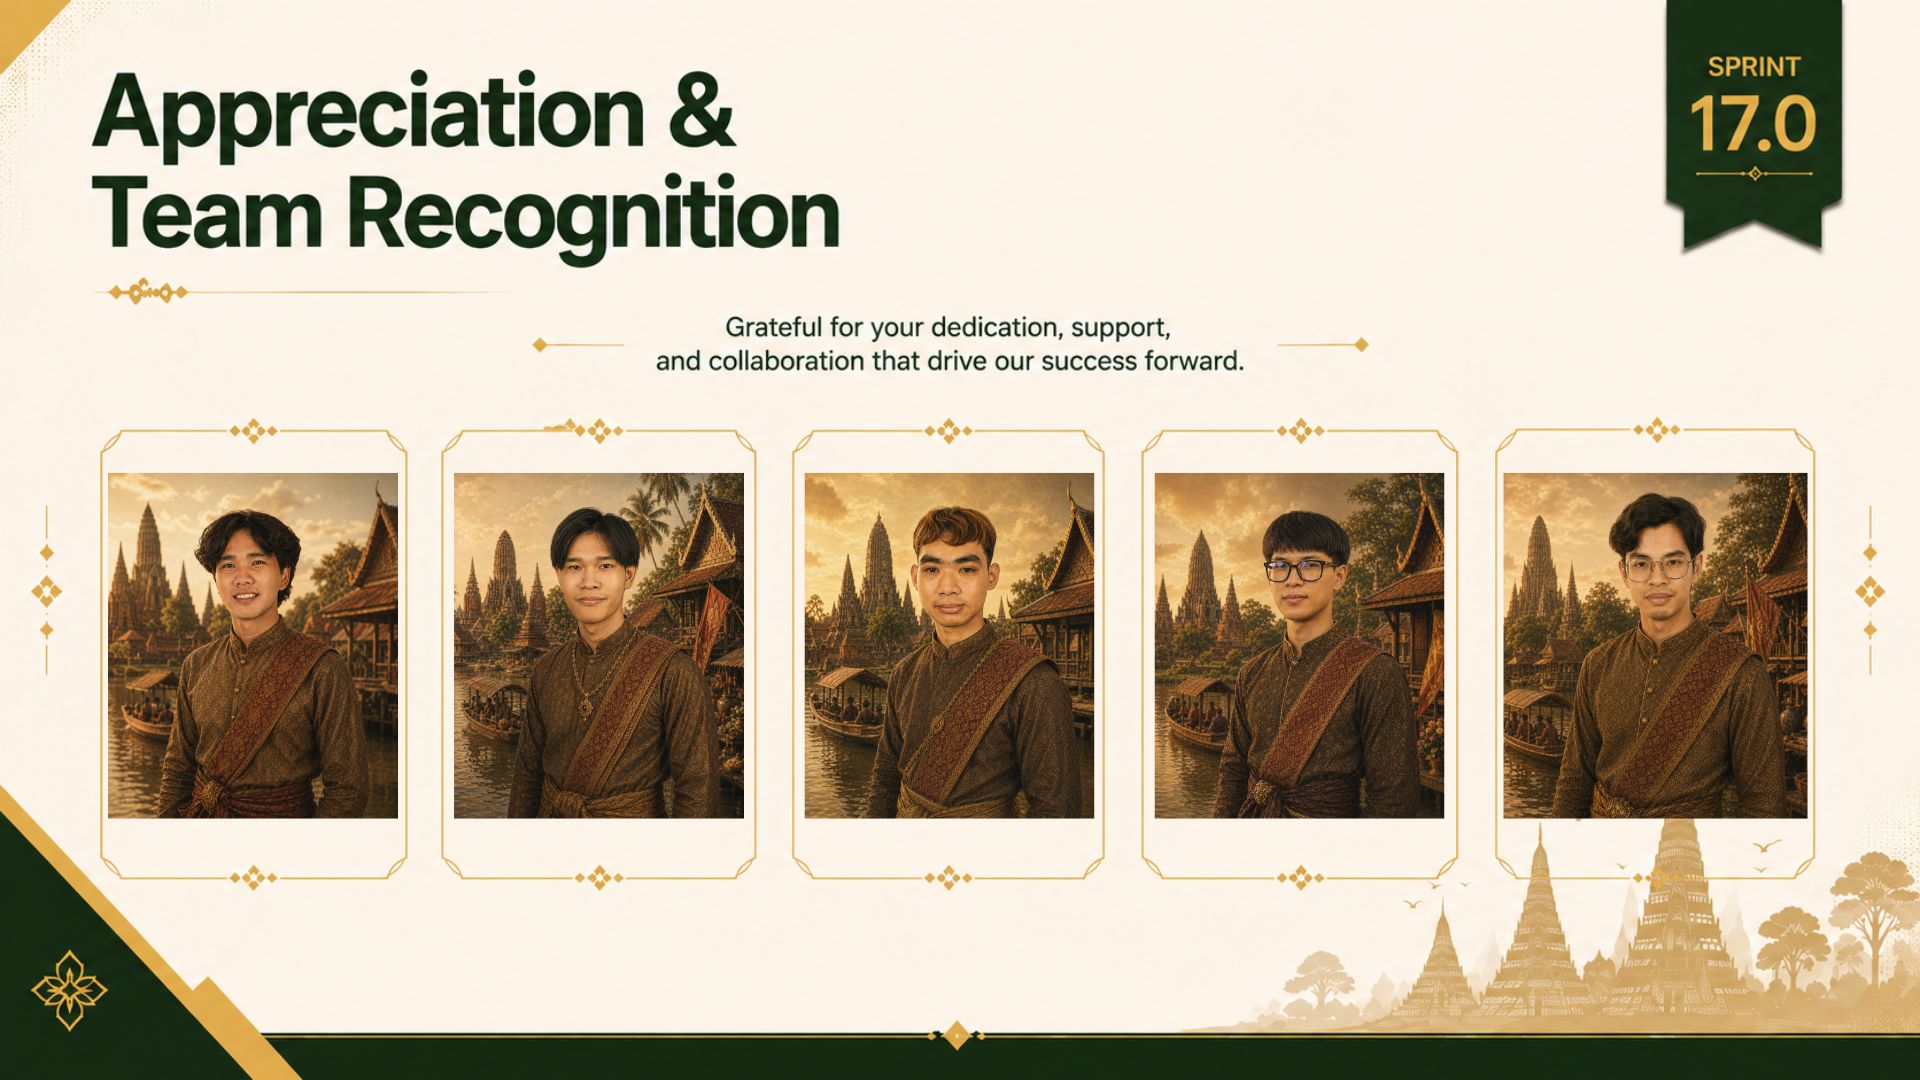 Appreciation &
Team Recognition
SPRINT
17.0
Grateful for your dedication, support,
and collaboration that drive our success forward.